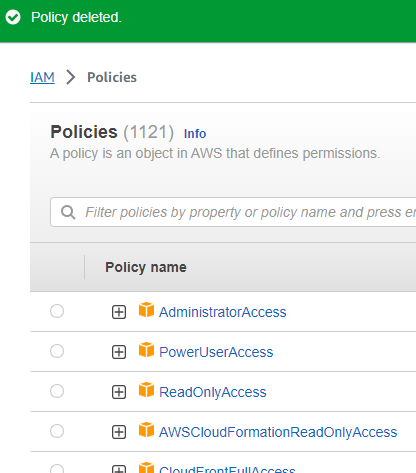 Policy deleted.
IAM > Policies
Policies (1121) Info
A policy is an object in AWS that defines permissions.
Filter policies by property or policy name and press en
Policy name
AdministratorAccess
PowerUserAccess
ReadOnlyAccess
AWSCloudFormationReadOnlyAccess
CloudFrontFullAccess